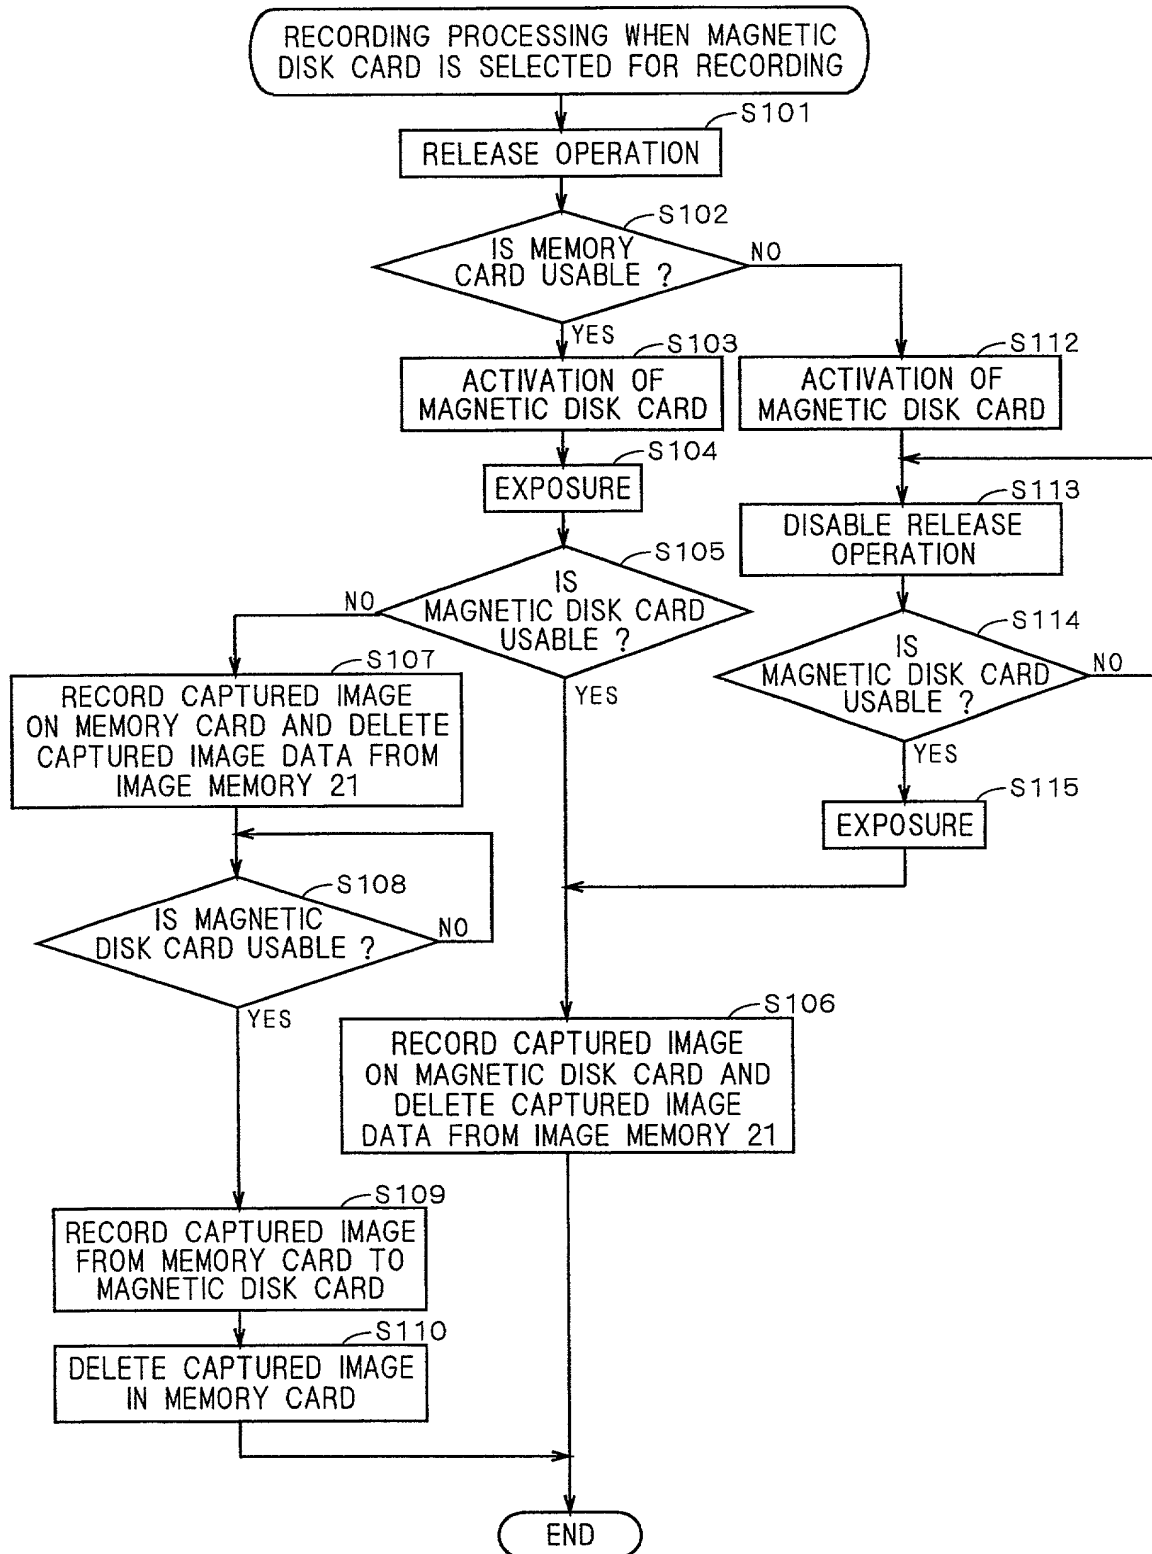 RECORDING PROCESSING WHEN MAGNETIC
DISK CARD IS SELECTED FOR RECORDING
S101
RELEASE OPERATION
S102
IS MEMORY
CARD USABLE ?
NO
YES
S103
ACTIVATION OF
MAGNETIC DISK CARD
S112
ACTIVATION OF
MAGNETIC DISK CARD
S104
EXPOSURE
S113
DISABLE RELEASE
OPERATION
S105
IS
MAGNETIC DISK CARD
USABLE ?
NO
YES
S114
IS
MAGNETIC DISK CARD
USABLE ?
NO
YES
S107
RECORD CAPTURED IMAGE
ON MEMORY CARD AND DELETE
CAPTURED IMAGE DATA FROM
IMAGE MEMORY 21
S115
EXPOSURE
S108
IS MAGNETIC
DISK CARD USABLE ?
NO
YES
S106
RECORD CAPTURED IMAGE
ON MAGNETIC DISK CARD AND
DELETE CAPTURED IMAGE
DATA FROM IMAGE MEMORY 21
S109
RECORD CAPTURED IMAGE
FROM MEMORY CARD TO
MAGNETIC DISK CARD
S110
DELETE CAPTURED IMAGE
IN MEMORY CARD
END